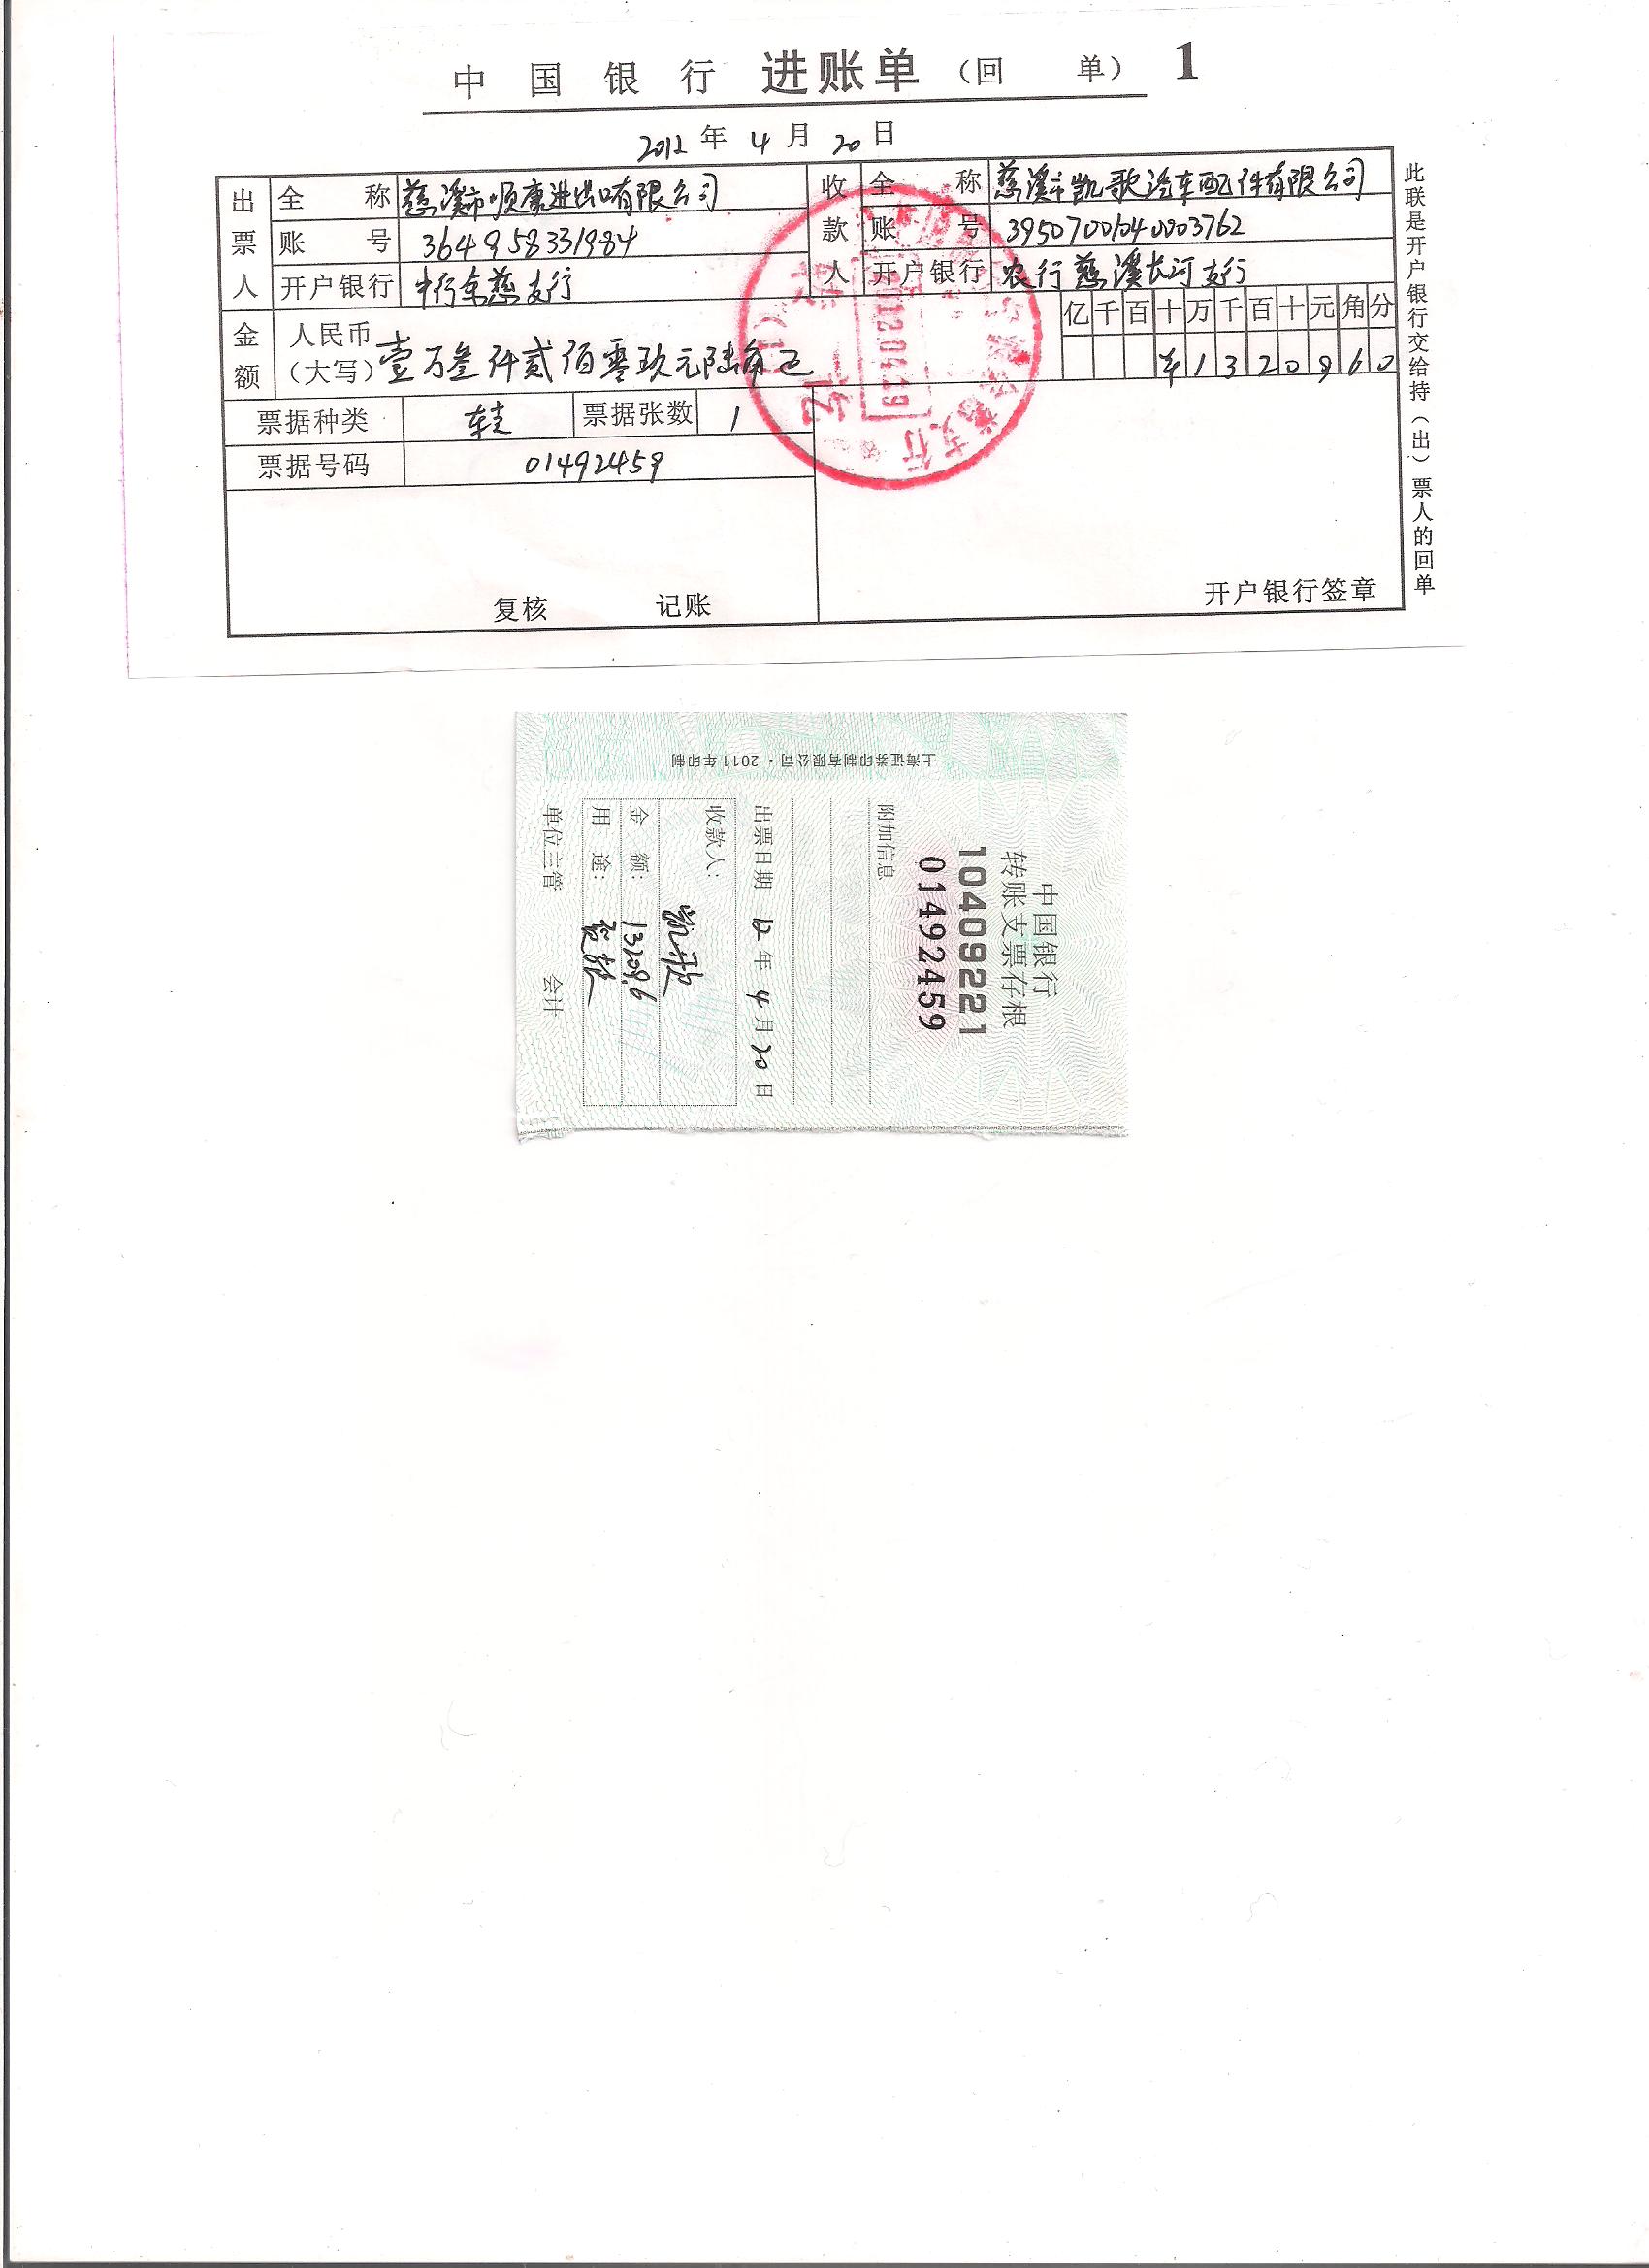 中国银行 进账单（回 单） 1
2012年 4月 20日
出票人 全称 慈溪市顺康进出口有限公司 收款人 全称 慈溪市凯歌汽车配件有限公司
账号 364958331984 账号 39507001040003762
开户银行 中行余慈支行 开户银行 农行慈溪长河支行
金额 人民币（大写） 壹万叁仟贰佰零玖元陆角正 亿千百十万千百十元角分
¥1320960
票据种类 转支 票据张数 1
票据号码 01492459
复核 记账
开户银行签章
此联是开户银行交给持（出）票人的回单
2012.04.19
上海证券印制有限公司·2011年印制
中国银行
转账支票存根
10409221
01492459
附加信息
出票日期 12年 4月 20日
收款人：凯歌
金 额：13209.6
用 途：货款
单位主管 会计